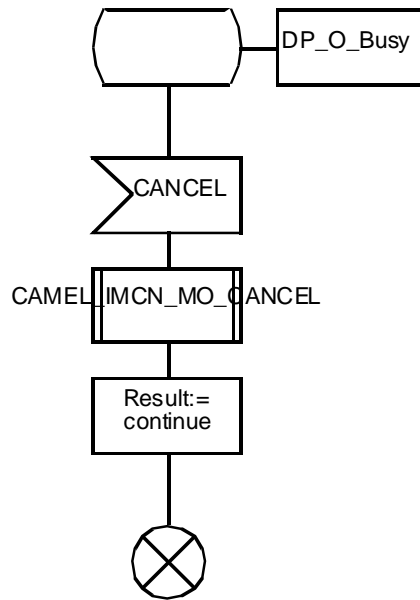 DP_O_Busy
CANCEL
CAMEL_IMCN_MO_CANCEL
Result:=
continue